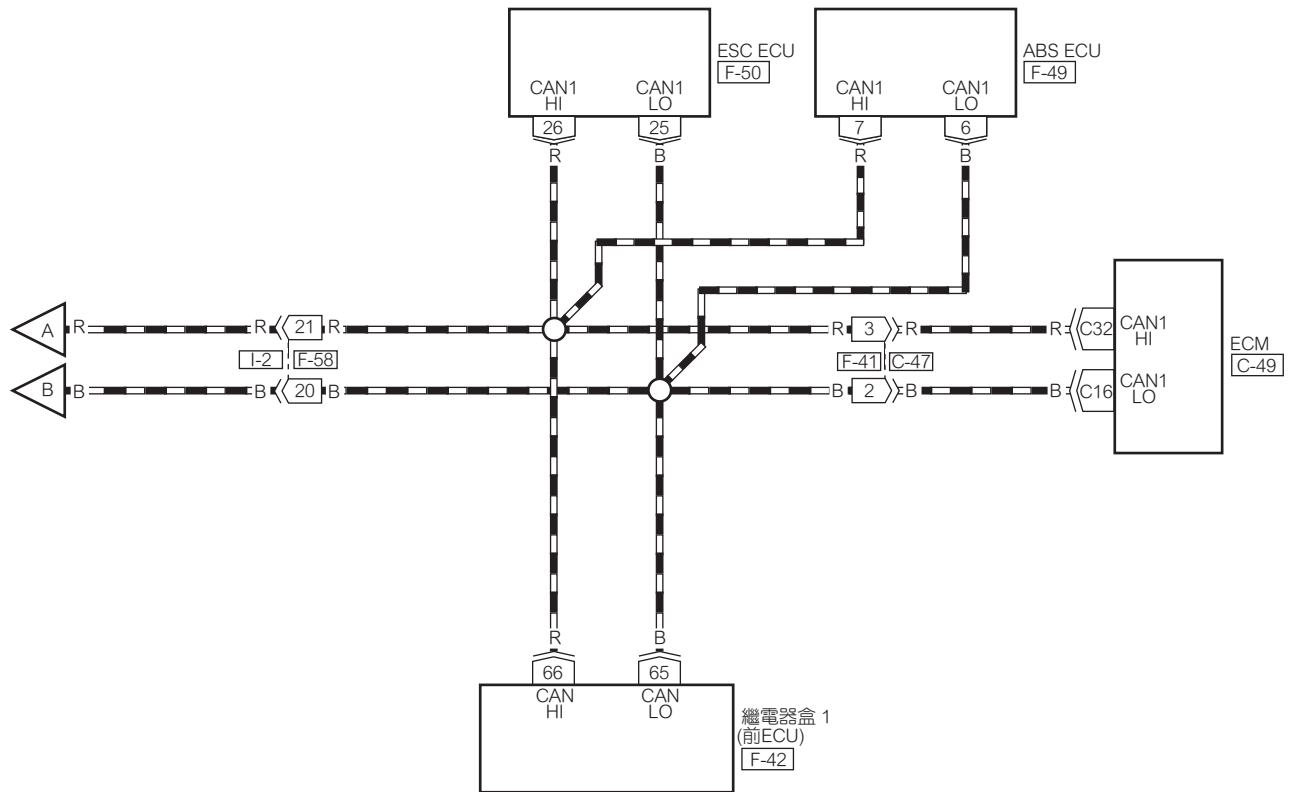 ESC ECU
F-50
CAN1
HI
CAN1
LO
26
25
R
B
ABS ECU
F-49
CAN1
HI
CAN1
LO
7
6
R
B
A
R
R
21
R
R
3
R
R
C32
CAN1
HI
I-2
F-58
F-41
C-47
ECM
C-49
B
B
B
20
B
B
2
B
B
C16
CAN1
LO
R
B
66
65
CAN
HI
CAN
LO
繼電器盒 1
(前ECU)
F-42